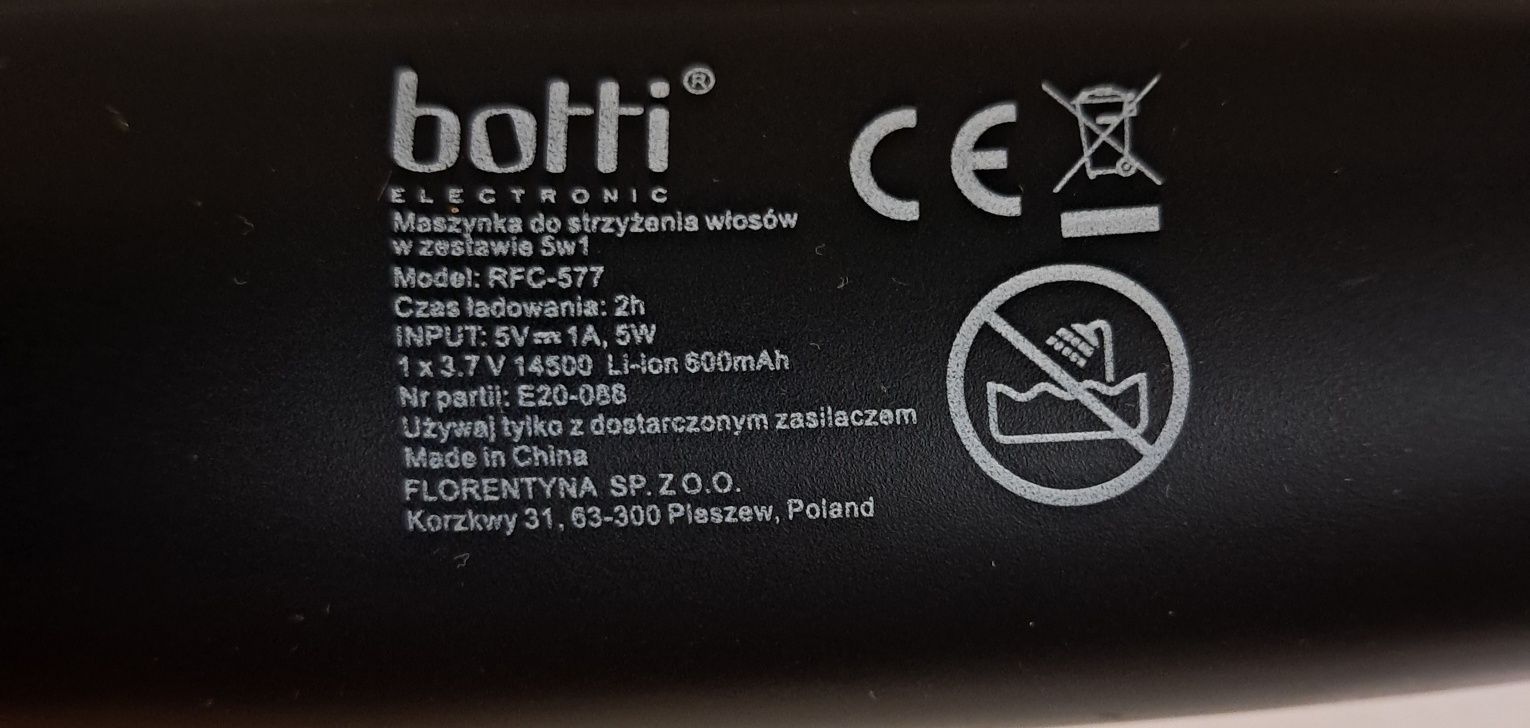 botti®
ELECTRONIC
Maszynka do strzyżenia włosów
w zestawie 5w1
Model: RFC-577
Czas ładowania: 2h
INPUT: 5V⎓1A, 5W
1 x 3.7 V 14500 Li-ion 600mAh
Nr partii: E20-088
Używaj tylko z dostarczonym zasilaczem
Made in China
FLORENTYNA SP. Z O.O.
Korzkwy 31, 63-300 Pleszew, Poland
CE